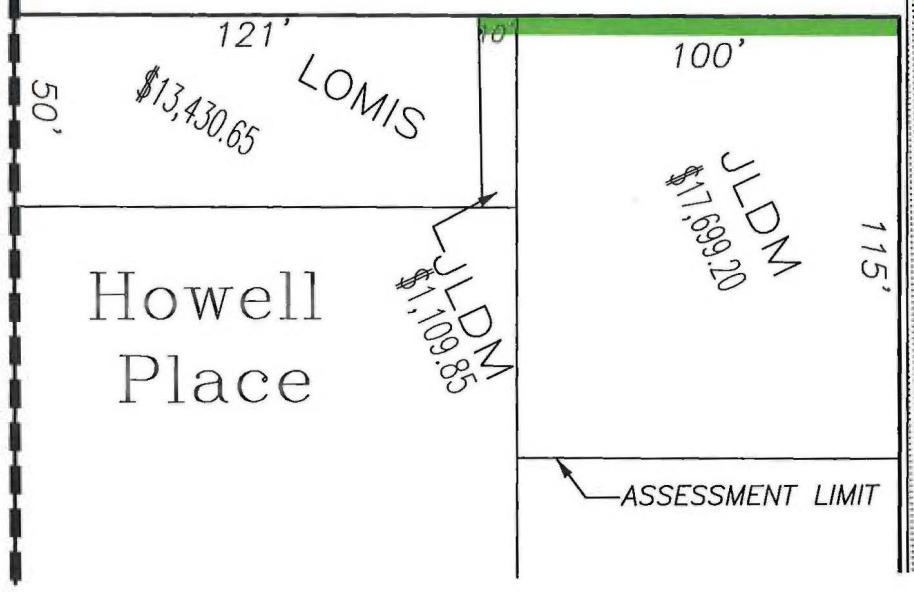 121'
10'
100'
50'
$13,430.65
LOMIS
JLDM
$17,699.20
115'
JLDM
$1,109.85
Howell
Place
ASSESSMENT LIMIT